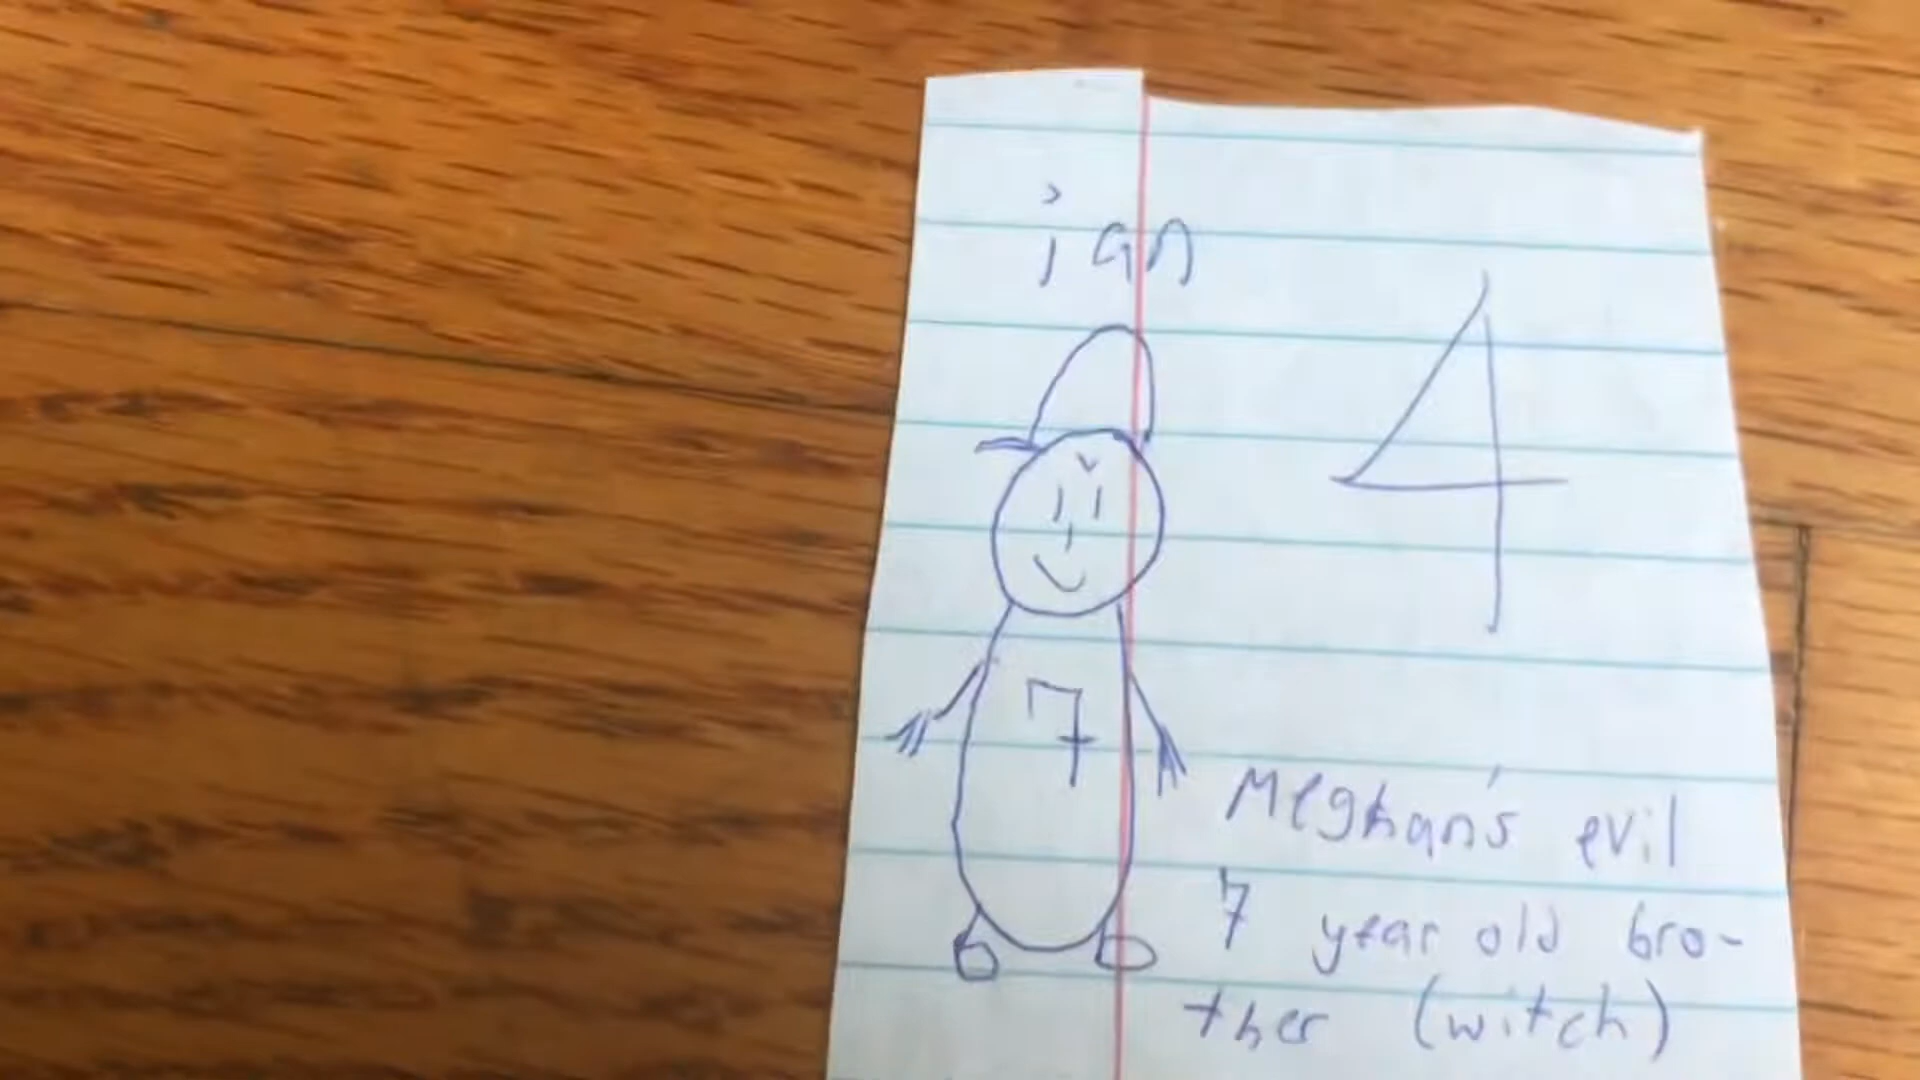 ian
4
7
Meghan's evil
7 year old bro-
ther (witch)